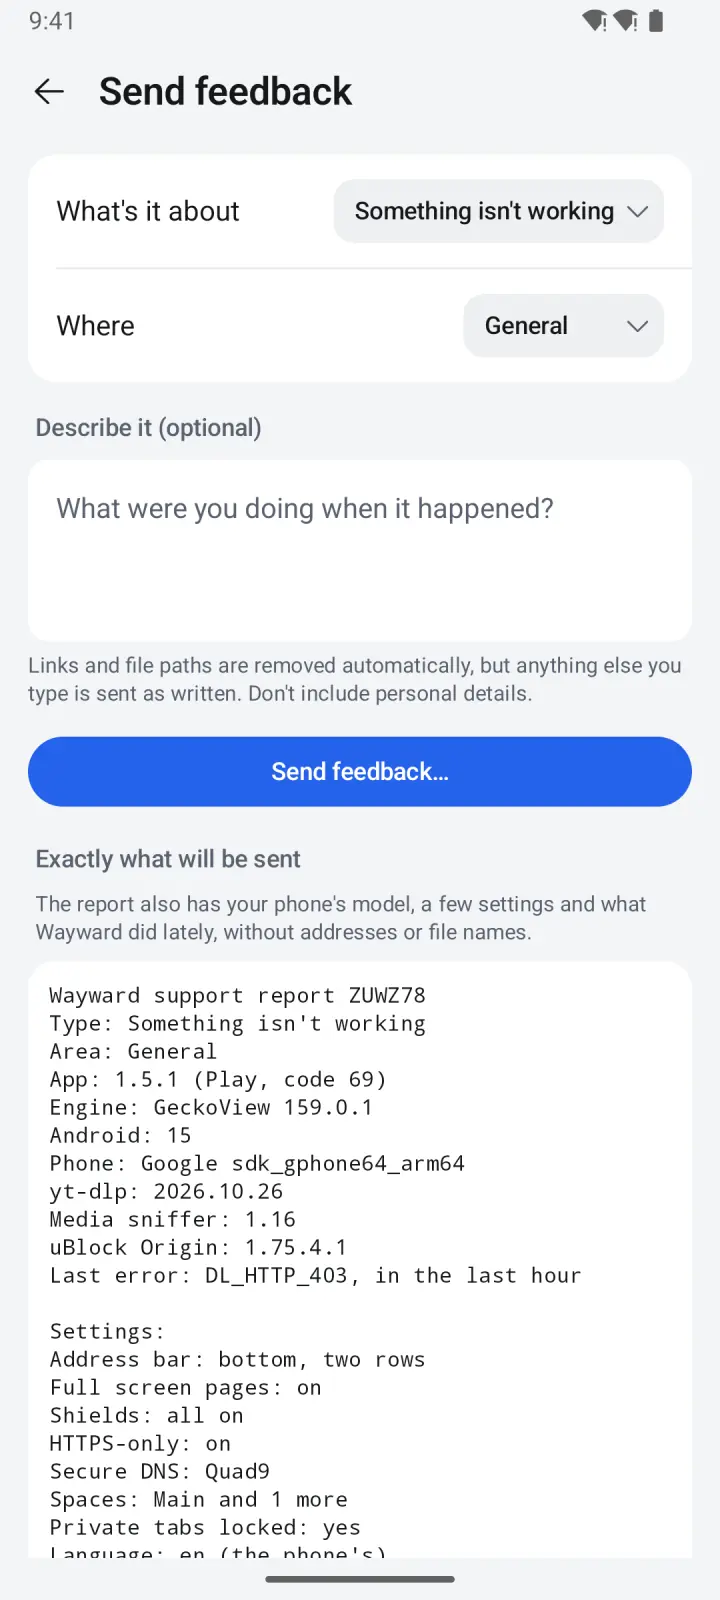 9:41
Send feedback
What's it about
Something isn't working
Where
General
Describe it (optional)
What were you doing when it happened?
Links and file paths are removed automatically, but anything else you
type is sent as written. Don't include personal details.
Send feedback...
Exactly what will be sent
The report also has your phone's model, a few settings and what
Wayward did lately, without addresses or file names.
Wayward support report ZUWZ78
Type: Something isn't working
Area: General
App: 1.5.1 (Play, code 69)
Engine: GeckoView 159.0.1
Android: 15
Phone: Google sdk_gphone64_arm64
yt-dlp: 2026.10.26
Media sniffer: 1.16
uBlock Origin: 1.75.4.1
Last error: DL_HTTP_403, in the last hour
Settings:
Address bar: bottom, two rows
Full screen pages: on
Shields: all on
HTTPS-only: on
Secure DNS: Quad9
Spaces: Main and 1 more
Private tabs locked: yes
Language: en (the phone's)